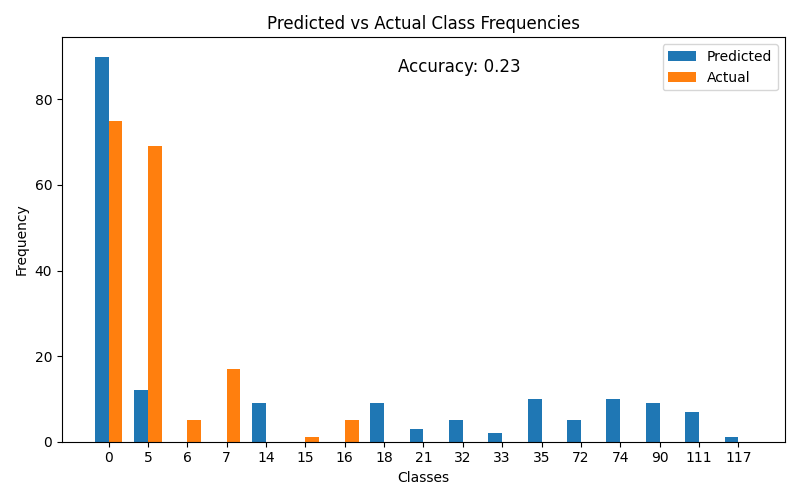 Predicted vs Actual Class Frequencies
Accuracy: 0.23
Predicted
Actual
Frequency
80
60
40
20
0
0 5 6 7 14 15 16 18 21 32 33 35 72 74 90 111 117
Classes